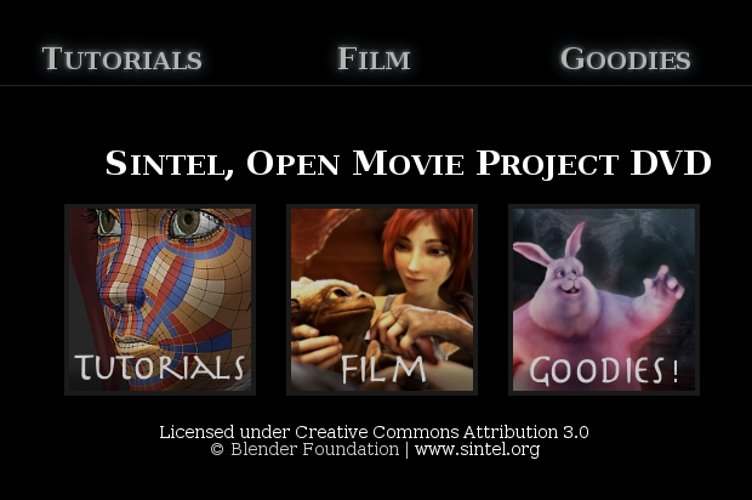 Tutorials Film Goodies
Sintel, Open Movie Project DVD
Tutorials Film Goodies!
Licensed under Creative Commons Attribution 3.0
© Blender Foundation | www.sintel.org